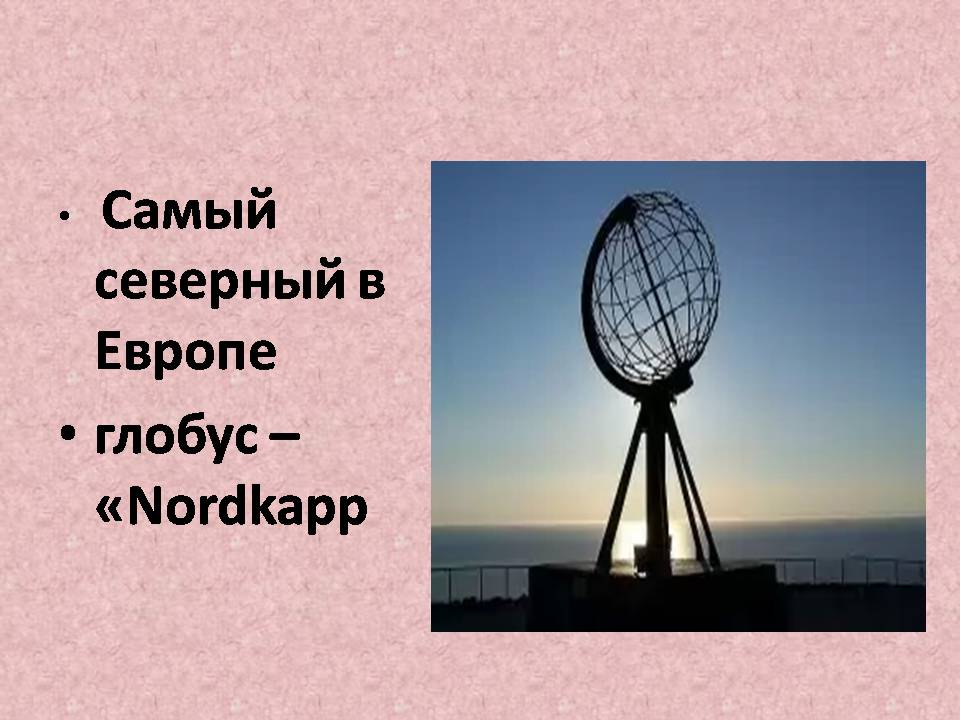 • Самый
северный в
Европе
• глобус –
«Nordkapp